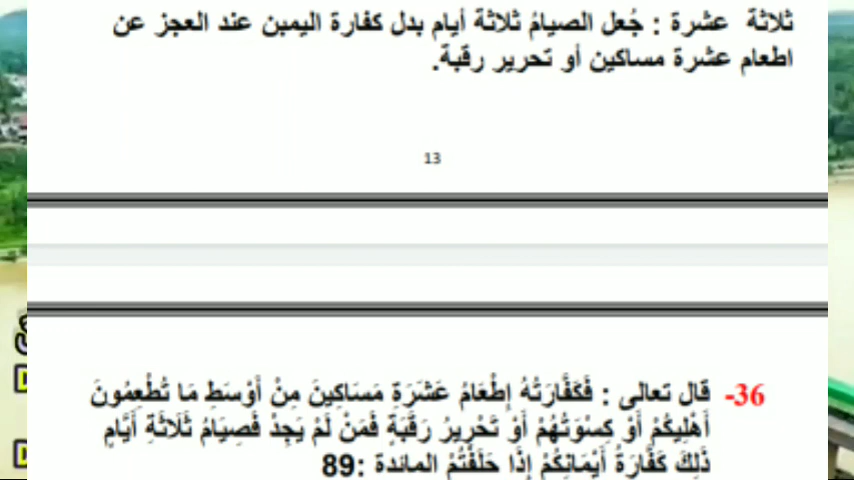 ثلاثة عشرة : جُعل الصيامُ ثلاثة أيام بدل كفارة اليمين عند العجز عن
اطعام عشرة مساكين أو تحرير رقبة.
13
36- قال تعالى : فَكَفَّارَتُهُ إِطْعَامُ عَشَرَةِ مَسَاكِينَ مِنْ أَوْسَطِ مَا تُطْعِمُونَ
أَهْلِيكُمْ أَوْ كِسْوَتُهُمْ أَوْ تَحْرِيرُ رَقَبَةٍ فَمَنْ لَمْ يَجِدْ فَصِيَامُ ثَلَاثَةِ أَيَّامٍ
ذَلِكَ كَفَّارَةُ أَيْمَانِكُمْ إِذَا حَلَفْتُمْ المائدة :89